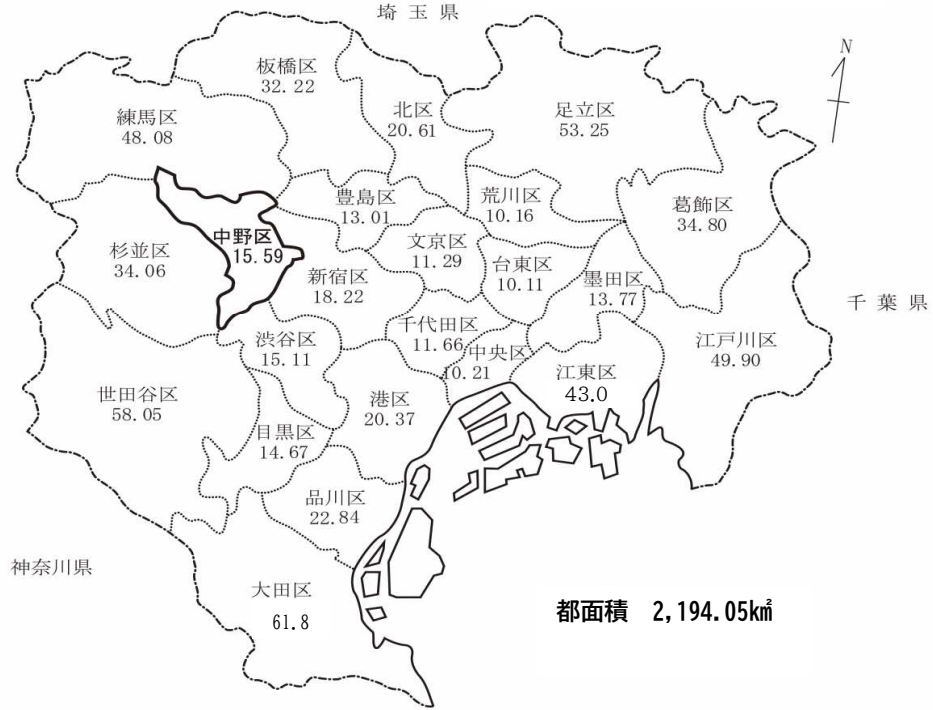 埼玉県
N
板橋区
32.22
北区
20.61
足立区
53.25
練馬区
48.08
豊島区
13.01
荒川区
10.16
葛飾区
34.80
中野区
15.59
杉並区
34.06
文京区
11.29
台東区
10.11
墨田区
13.77
新宿区
18.22
千葉県
千代田区
11.66
渋谷区
15.11
中央区
10.21
江戸川区
49.90
江東区
43.0
世田谷区
58.05
港区
20.37
目黒区
14.67
品川区
22.84
神奈川県
大田区
61.8
都面積 2,194.05k㎡